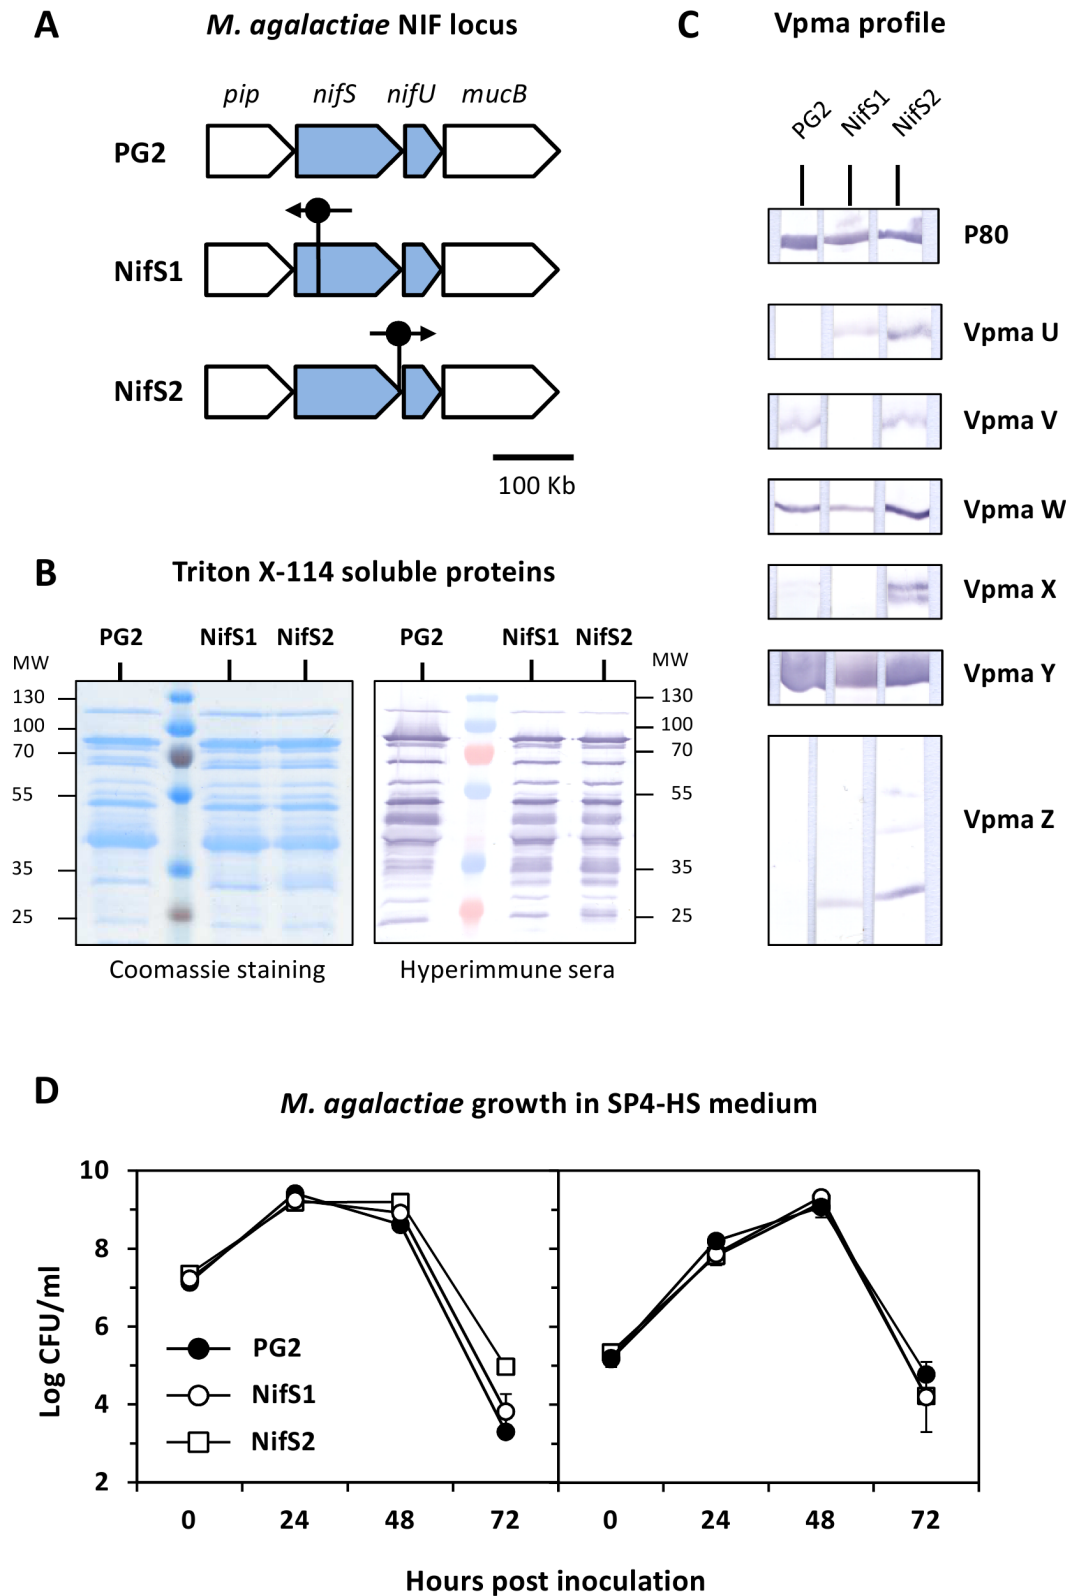 A
M. agalactiae NIF locus
pip nifS nifU mucB
PG2
NifS1
NifS2
100 Kb
B
Triton X-114 soluble proteins
PG2 NifS1 NifS2
MW
130
100
70
55
35
25
Coomassie staining
PG2 NifS1 NifS2
MW
130
100
70
55
35
25
Hyperimmune sera
C
Vpma profile
PG2 NifS1 NifS2
P80
Vpma U
Vpma V
Vpma W
Vpma X
Vpma Y
Vpma Z
D
M. agalactiae growth in SP4-HS medium
Log CFU/ml
10
8
6
4
2
PG2
NifS1
NifS2
0 24 48 72 0 24 48 72
Hours post inoculation